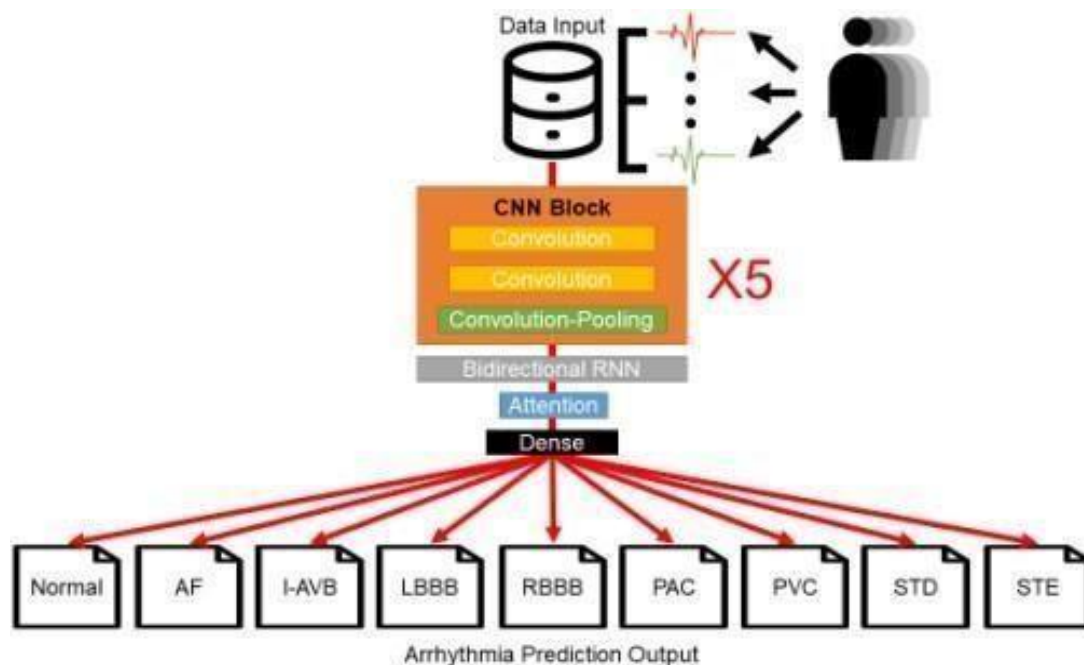 Data Input
CNN Block
Convolution
Convolution
Convolution-Pooling
X5
Bidirectional RNN
Attention
Dense
Normal
AF
I-AVB
LBBB
RBBB
PAC
PVC
STD
STE
Arrhythmia Prediction Output